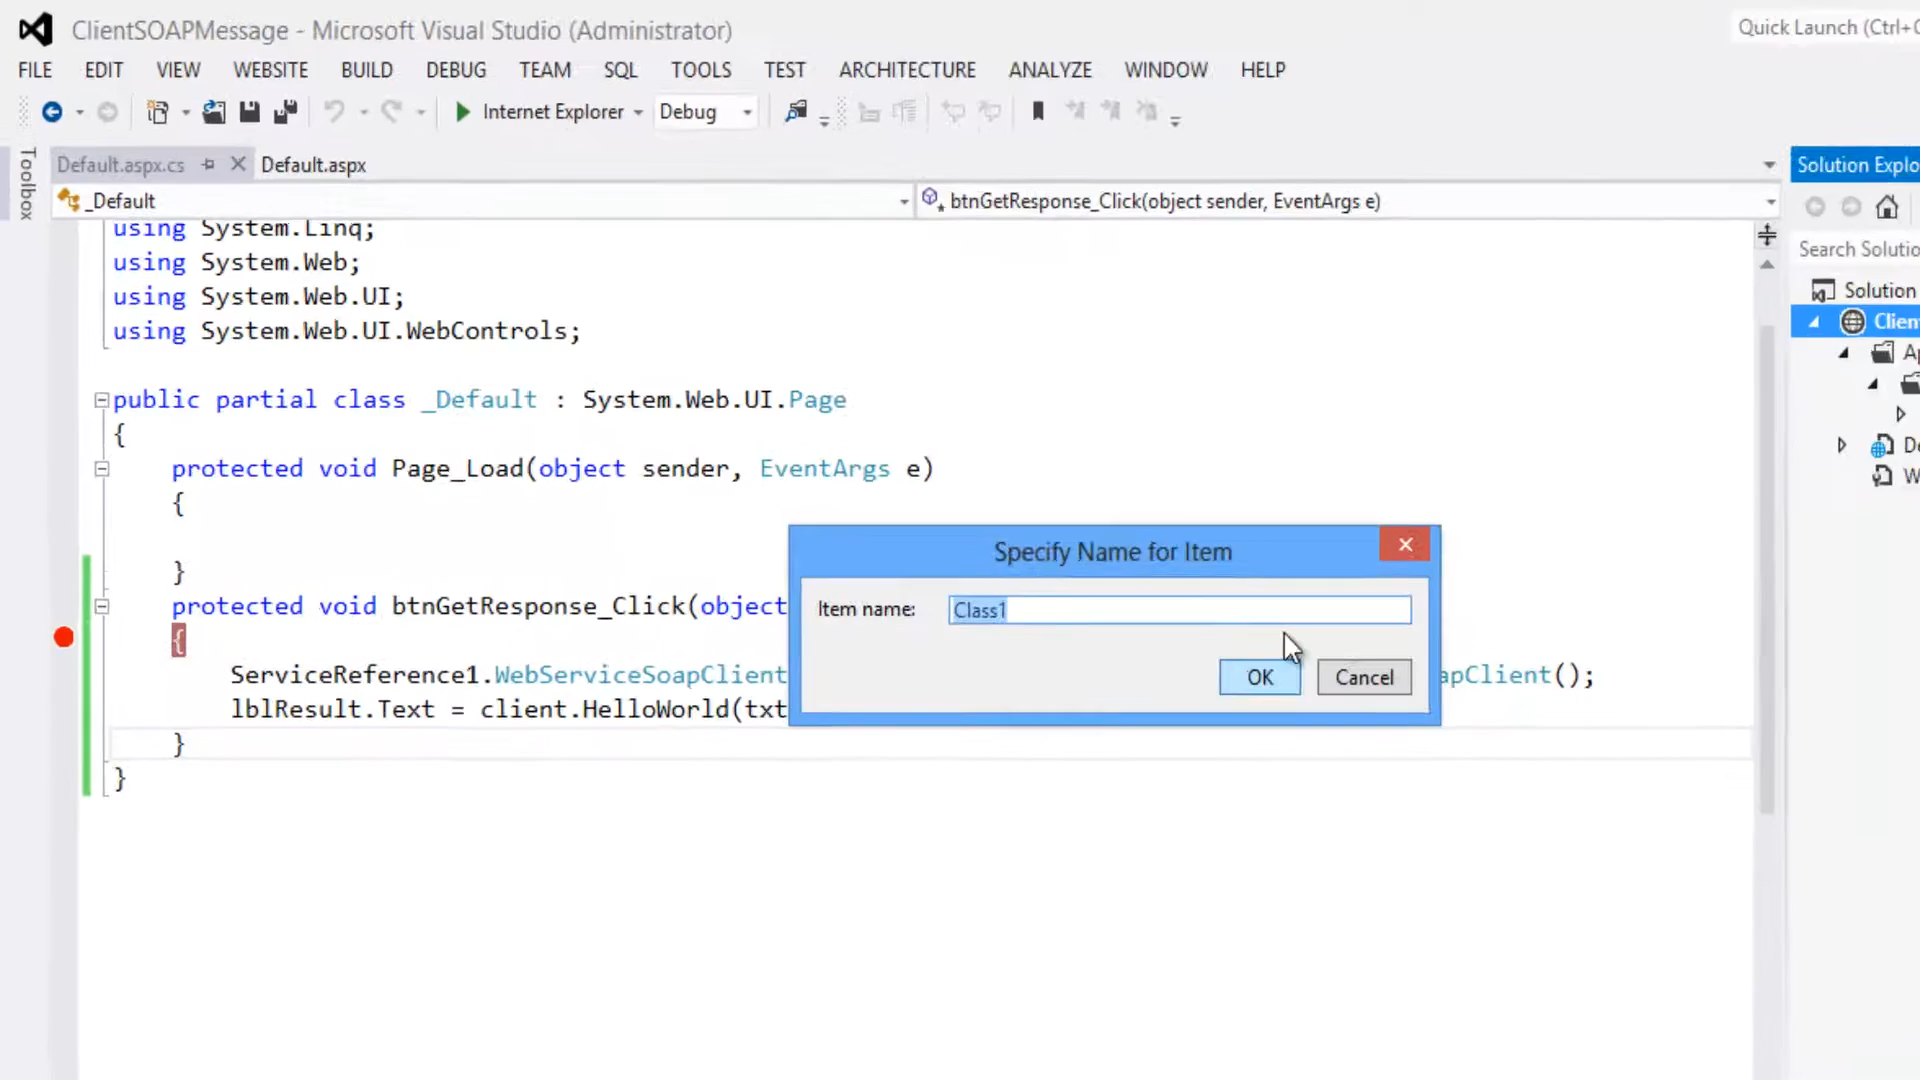 ClientSOAPMessage - Microsoft Visual Studio (Administrator)
Quick Launch (Ctrl+
FILE EDIT VIEW WEBSITE BUILD DEBUG TEAM SQL TOOLS TEST ARCHITECTURE ANALYZE WINDOW HELP
Internet Explorer Debug
Toolbox
Default.aspx.cs Default.aspx
Solution Explo
_Default
btnGetResponse_Click(object sender, EventArgs e)
using System.Linq;
using System.Web;
using System.Web.UI;
using System.Web.UI.WebControls;
public partial class _Default : System.Web.UI.Page
{
protected void Page_Load(object sender, EventArgs e)
{
}
protected void btnGetResponse_Click(object
{
ServiceReference1.WebServiceSoapClient
apClient();
lblResult.Text = client.HelloWorld(txt
}
}
Specify Name for Item
Item name: Class1
OK Cancel
Search Solutio
Solution
Clien
Ap
De
W